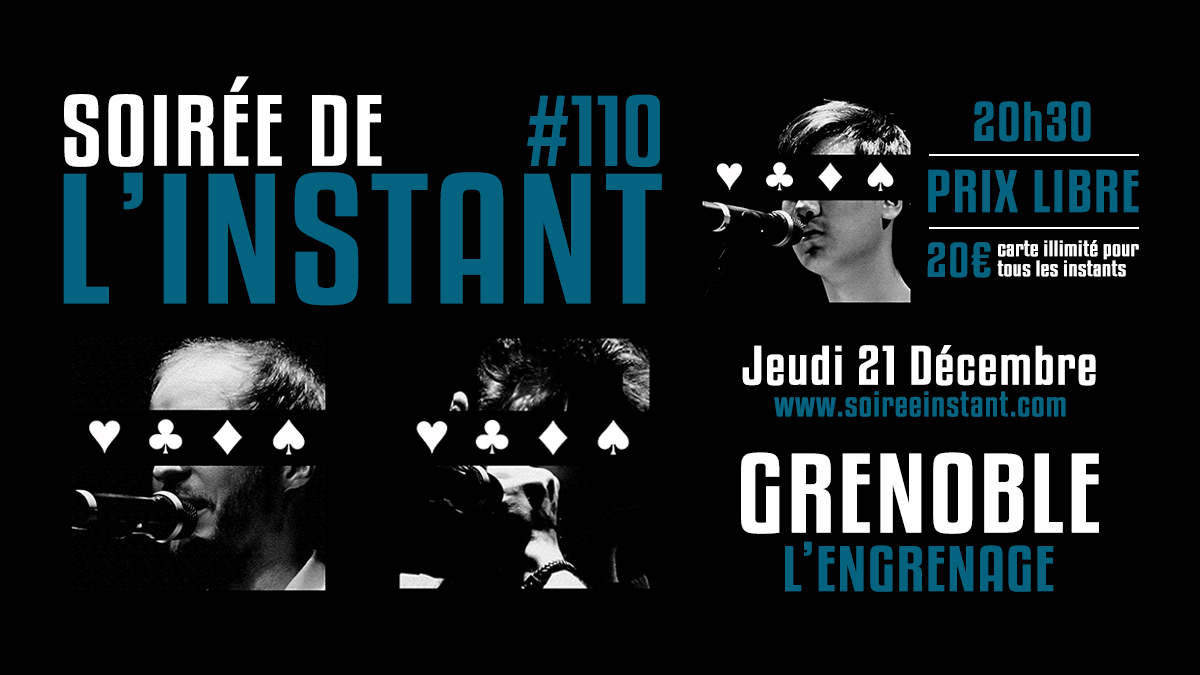 SOIRÉE DE #110
L'INSTANT
20h30
PRIX LIBRE
20€ carte illimité pour
tous les instants
Jeudi 21 Décembre
www.soireeinstant.com
GRENOBLE
L'ENGRENAGE